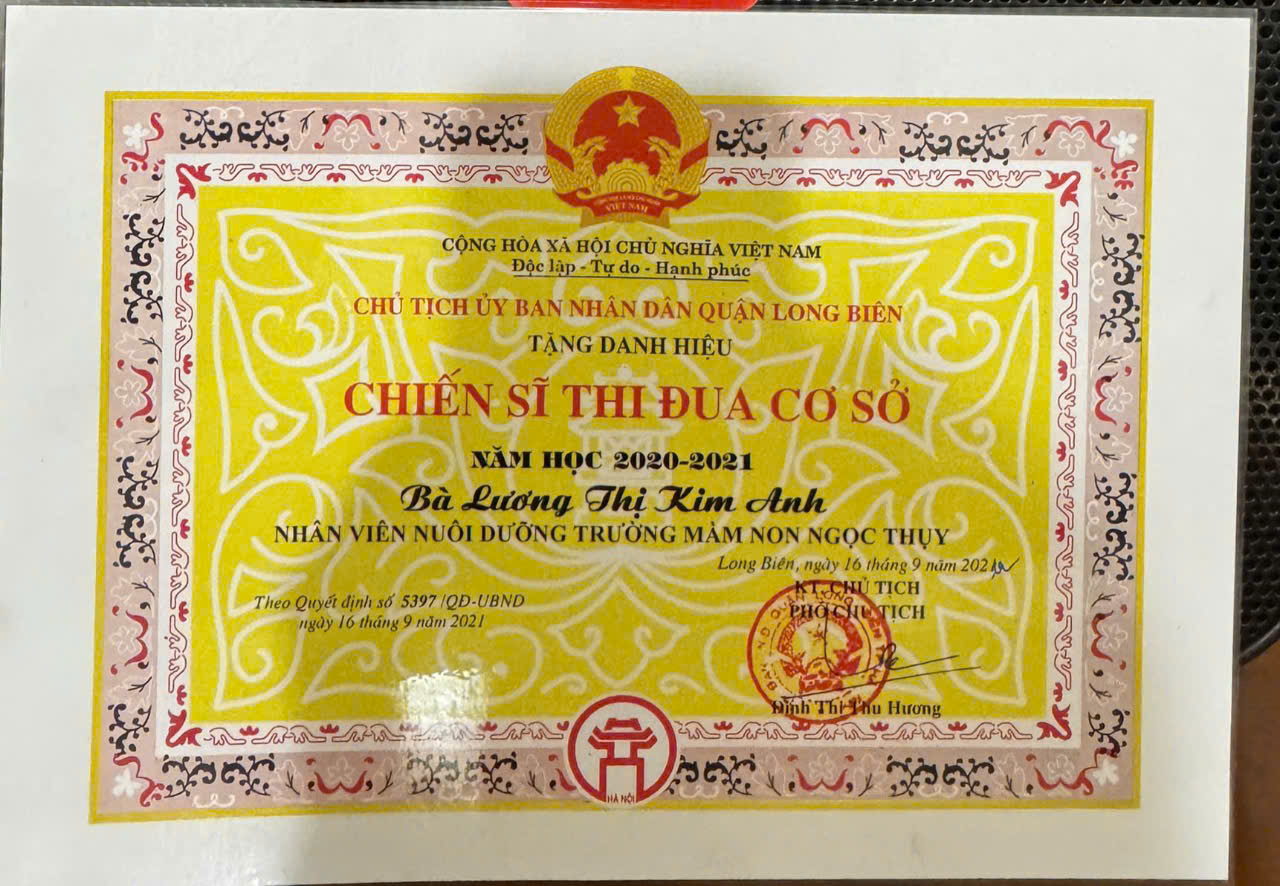 VIỆT NAM
CỘNG HÒA XÃ HỘI CHỦ NGHĨA VIỆT NAM
Độc lập - Tự do - Hạnh phúc
CHỦ TỊCH ỦY BAN NHÂN DÂN QUẬN LONG BIÊN
TẶNG DANH HIỆU
CHIẾN SĨ THI ĐUA CƠ SỞ
NĂM HỌC 2020-2021
Bà Lương Thị Kim Anh
NHÂN VIÊN NUÔI DƯỠNG TRƯỜNG MẦM NON NGỌC THỤY
Long Biên, ngày 16 tháng 9 năm 2021
KT. CHỦ TỊCH
PHÓ CHỦ TỊCH
Theo Quyết định số 5397 /QĐ-UBND
ngày 16 tháng 9 năm 2021
Đinh Thị Thu Hương
HÀ NỘI